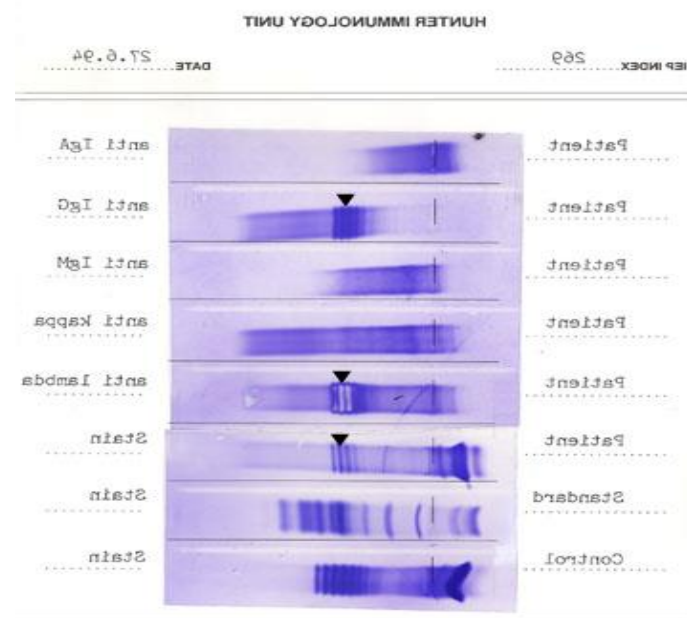 HUNTER IMMUNOLOGY UNIT
INDEX 269 DATE 27.6.94
Patient anti IgA
Patient anti IgG
Patient anti IgM
Patient anti kappa
Patient anti lambda
Patient Stain
Standard Stain
Control Stain